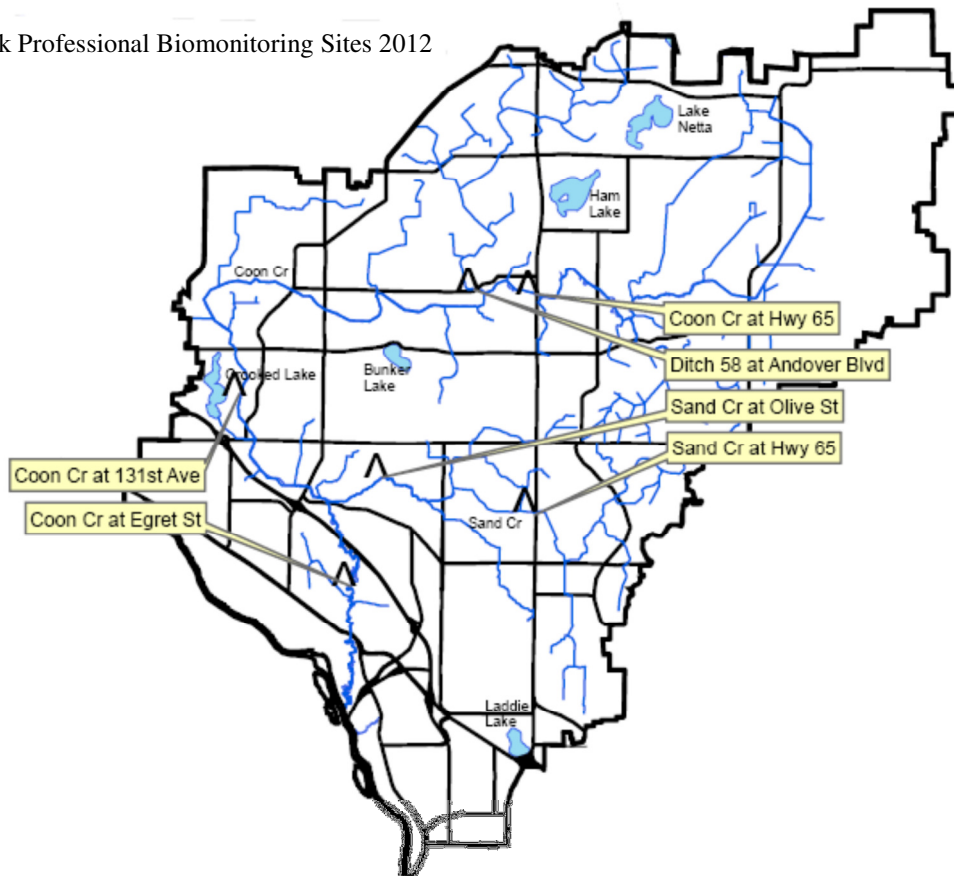 k Professional Biomonitoring Sites 2012
Lake
Netta
Ham
Lake
Coon Cr
Coon Cr at Hwy 65
Ditch 58 at Andover Blvd
Crooked Lake
Bunker
Lake
Sand Cr at Olive St
Sand Cr at Hwy 65
Coon Cr at 131st Ave
Coon Cr at Egret St
Sand Cr
Laddie
Lake